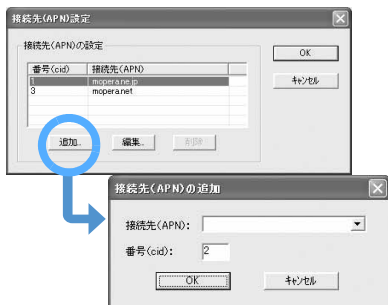 接続先(APN)設定
接続先(APN)の設定
番号(cid) 接続先(APN)
1 mopera.ne.jp
3 mopera.net
追加.. 編集.. 削除
OK
キャンセル
接続先(APN)の追加
接続先(APN):
番号(cid): 2
OK キャンセル